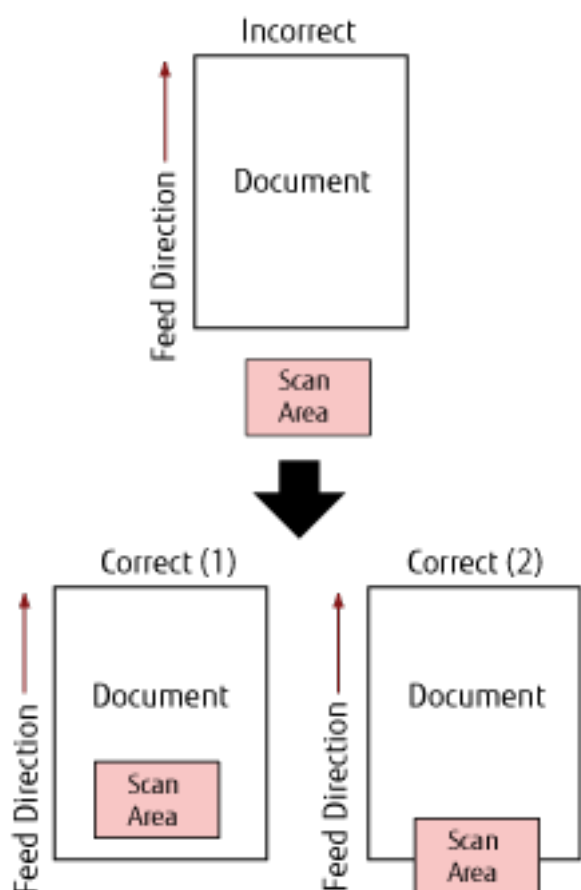 Incorrect
Feed Direction
Document
Scan
Area
Correct (1)
Correct (2)
Feed Direction
Document
Scan
Area
Feed Direction
Document
Scan
Area